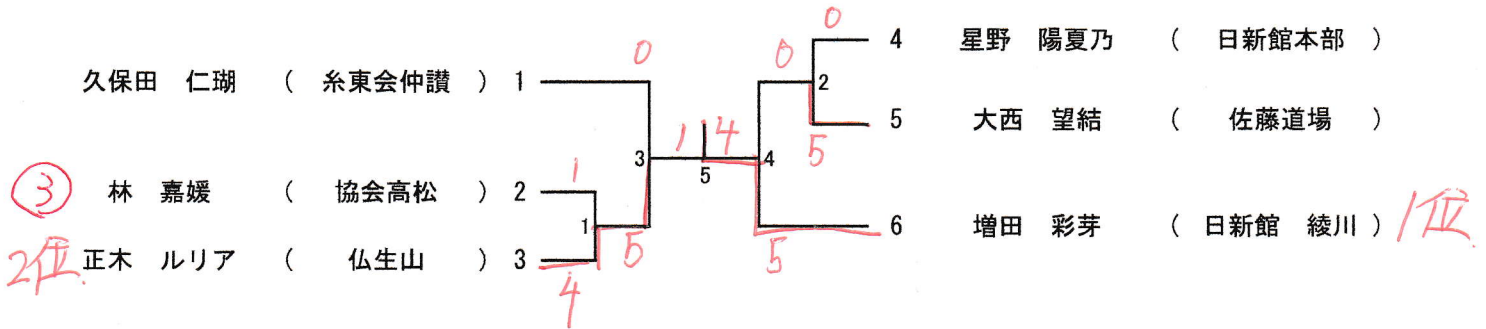 久保田 仁瑚 ( 糸東会仲讃 ) 1
0
③ 林 嘉媛 ( 協会高松 ) 2
1
2位 正木 ルリア ( 仏生山 ) 3
4
1
5
3
1 4
5
0
4 星野 陽夏乃 ( 日新館本部 )
0
2
5 大西 望結 ( 佐藤道場 )
5
4
6 増田 彩芽 ( 日新館 綾川 ) 1位
5